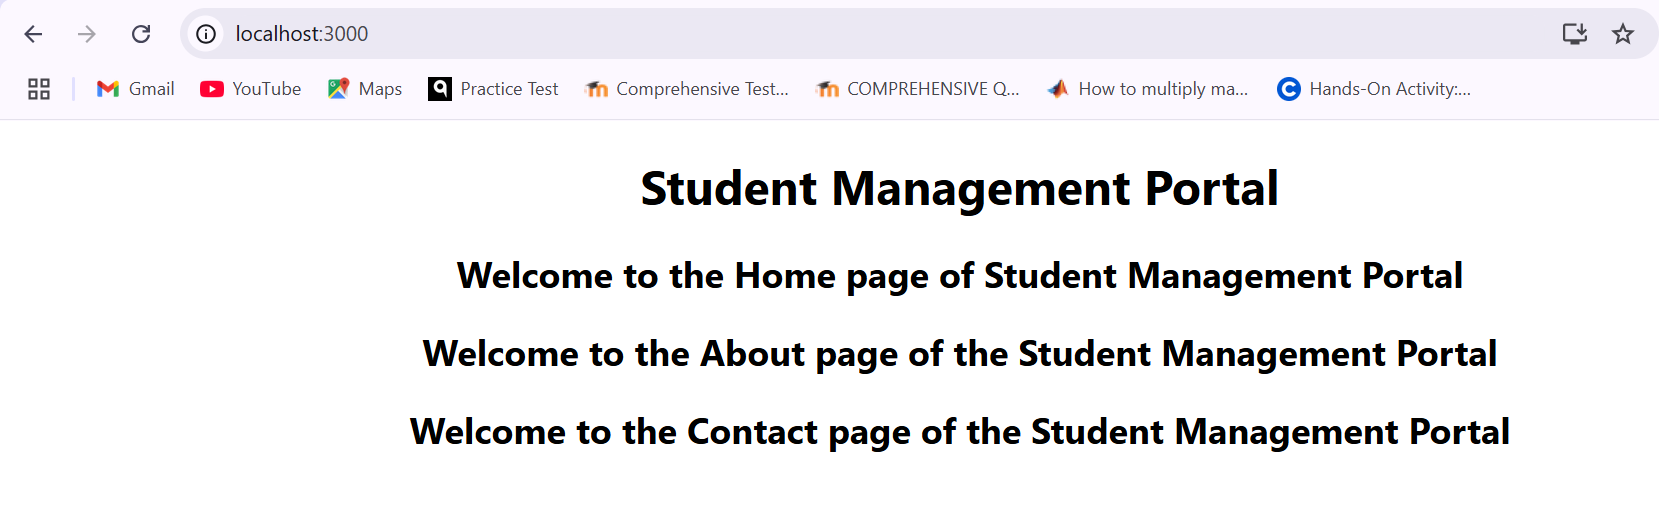 localhost:3000
Gmail YouTube Maps Practice Test Comprehensive Test... COMPREHENSIVE Q... How to multiply ma... Hands-On Activity:...
Student Management Portal
Welcome to the Home page of Student Management Portal
Welcome to the About page of the Student Management Portal
Welcome to the Contact page of the Student Management Portal